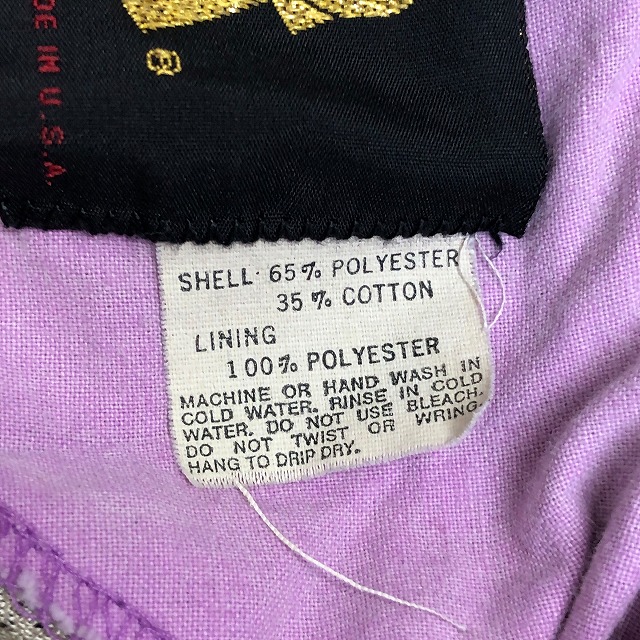 DE IN U.S.A.
®
SHELL 65% POLYESTER
35% COTTON
LINING
100% POLYESTER
MACHINE OR HAND WASH IN
COLD WATER. RINSE IN COLD
WATER. DO NOT USE BLEACH.
DO NOT TWIST OR WRING.
HANG TO DRIP DRY.